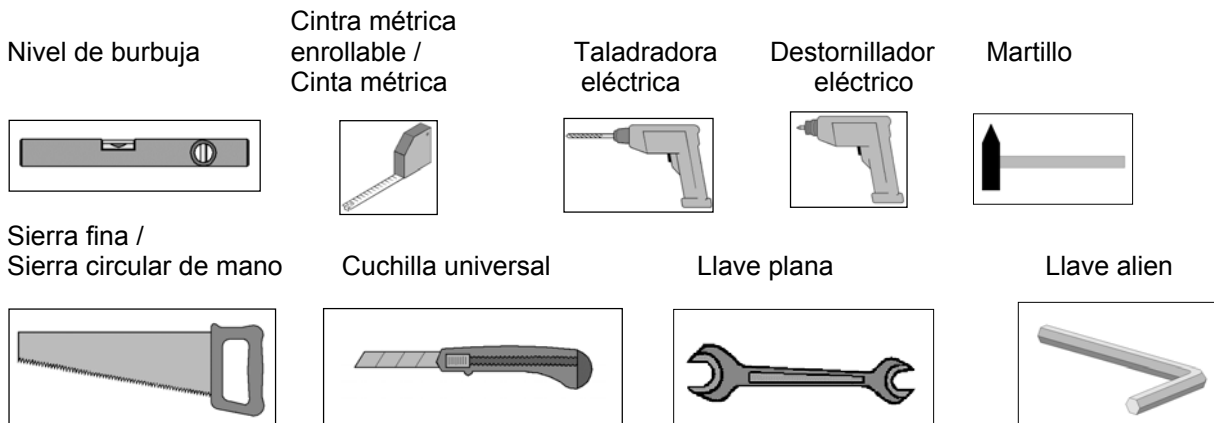 Nivel de burbuja
Cintra métrica
enrollable /
Cinta métrica
Taladradora
eléctrica
Destornillador
eléctrico
Martillo
Sierra fina /
Sierra circular de mano
Cuchilla universal
Llave plana
Llave alien